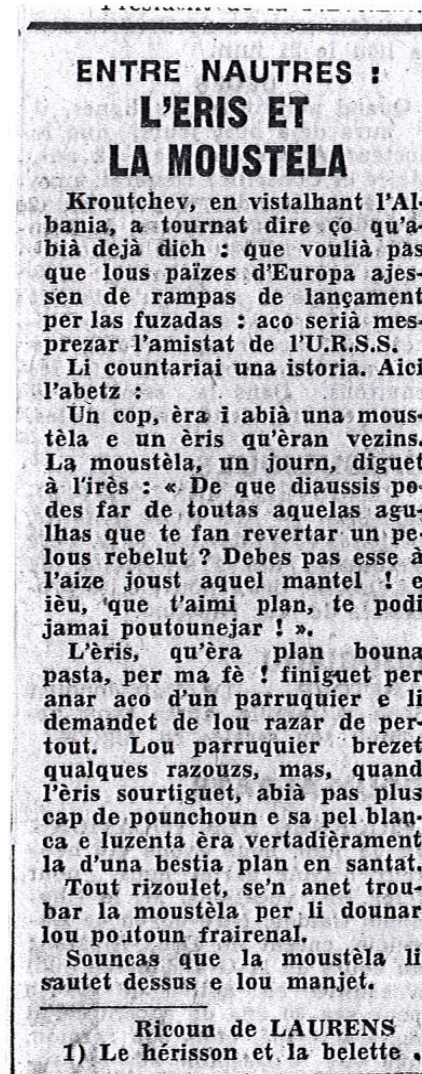 ENTRE NAUTRES :
L'ERIS ET
LA MOUSTELA
Kroutchev, en vistalhant l'Al-
bania, a tournat dire ço qu'a-
bià dejà dich : que voulià pas
que lous païzes d'Europa ajes-
sen de rampas de lançament
per las fuzadas : aco serià mes-
prezar l'amistat de l'U.R.S.S.
Li countariai una istoria. Aici
l'abetz :
Un cop, èra i abià una mous-
tèla e un èris qu'èran vezins.
La moustèla, un journ, diguet
à l'irès : « De que diaussis po-
des far de toutas aquelas agu-
lhas que te fan revertar un pe-
lous rebelut ? Debes pas esse à
l'aize joust aquel mantel ! e
ièu, que t'aimi plan, te podi
jamai poutounejar ! ».
L'èris, qu'èra plan bouna
pasta, per ma fè ! finiguet per
anar aco d'un parruquier e li
demandet de lou razar de per-
tout. Lou parruquier brezet
qualques razouzs, mas, quand
l'èris sourtiguet, abià pas plus
cap de pounchoun e sa pel blan-
ca e luzenta èra vertadièrament
la d'una bestia plan en santat.
Tout rizoulet, se'n anet trou-
bar la moustèla per li dounar
lou poutoun frairenal.
Souncas que la moustèla li
sautet dessus e lou manjet.
Ricoun de LAURENS
1) Le hérisson et la belette .